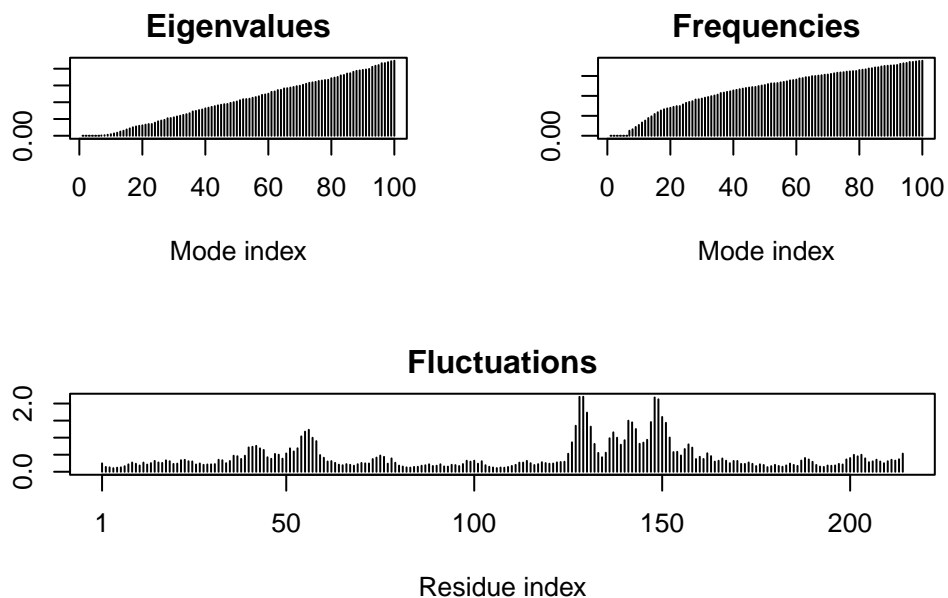 Eigenvalues
0.00
0 20 40 60 80 100
Mode index
Frequencies
0.00
0 20 40 60 80 100
Mode index
Fluctuations
0.0 2.0
1 50 100 150 200
Residue index